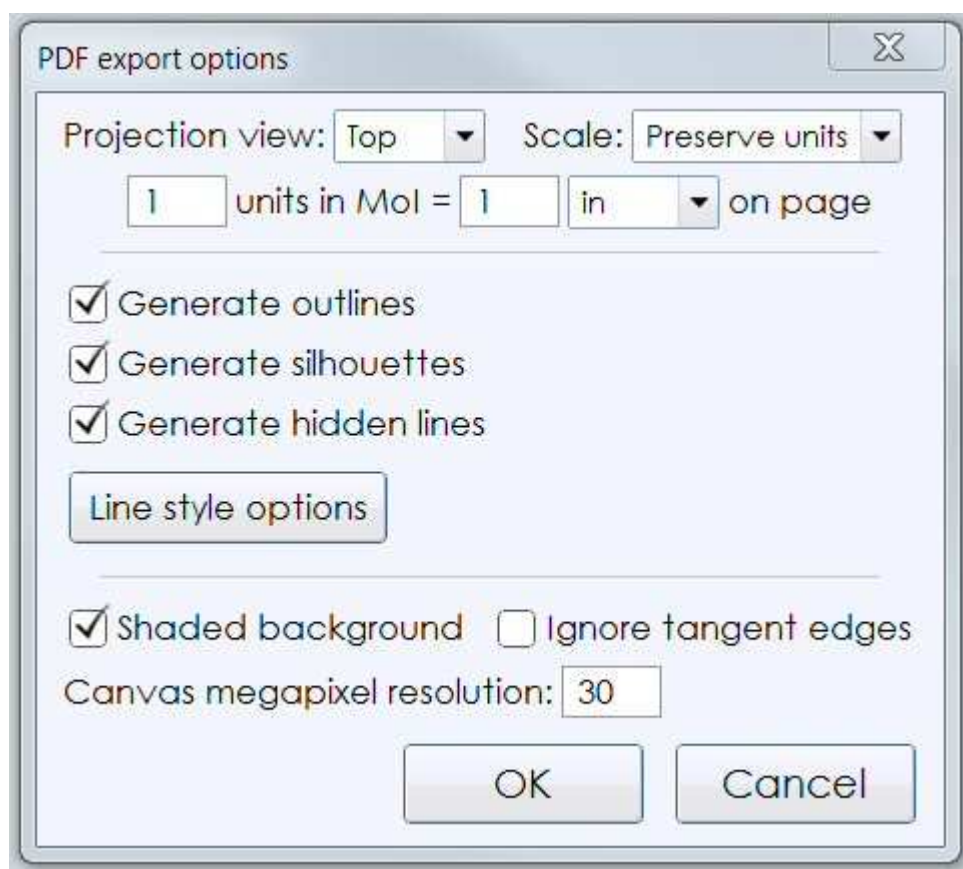 PDF export options
Projection view: Top Scale: Preserve units
1 units in MoI = 1 in on page
Generate outlines
Generate silhouettes
Generate hidden lines
Line style options
Shaded background Ignore tangent edges
Canvas megapixel resolution: 30
OK Cancel